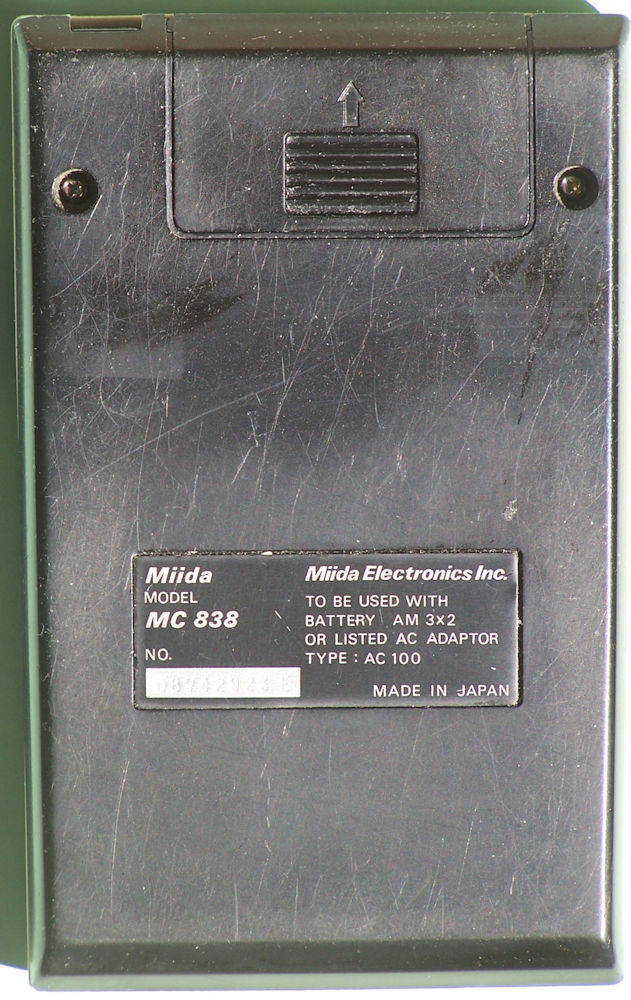 Miida
MODEL
MC 838
NO.
Miida Electronics Inc.
TO BE USED WITH
BATTERY AM 3×2
OR LISTED AC ADAPTOR
TYPE : AC 100
MADE IN JAPAN